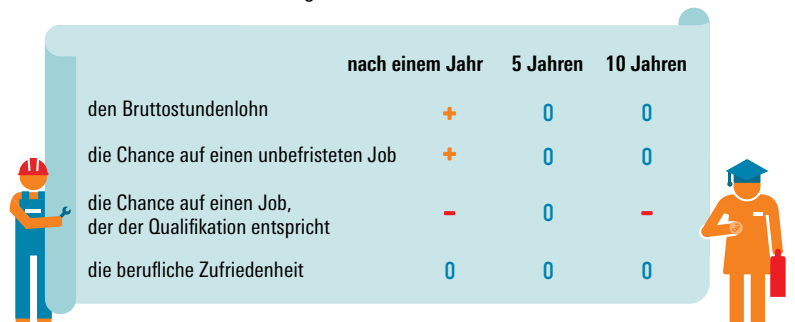 nach einem Jahr 5 Jahren 10 Jahren
den Bruttostundenlohn + 0 0
die Chance auf einen unbefristeten Job + 0 0
die Chance auf einen Job,
der der Qualifikation entspricht - 0 -
die berufliche Zufriedenheit 0 0 0